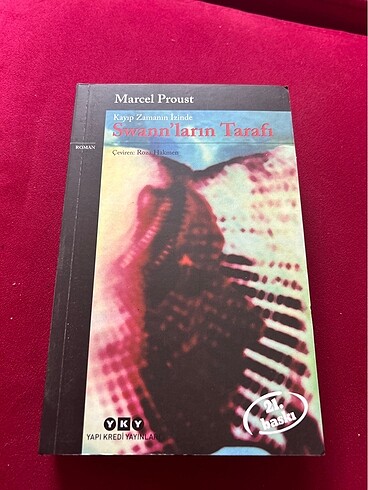 Marcel Proust
Kayıp Zamanın İzinde
Swann'ların Tarafı
Çeviren: Roza Hakmen
ROMAN
21.
baskı
YKY
YAPI KREDİ YAYINLARI